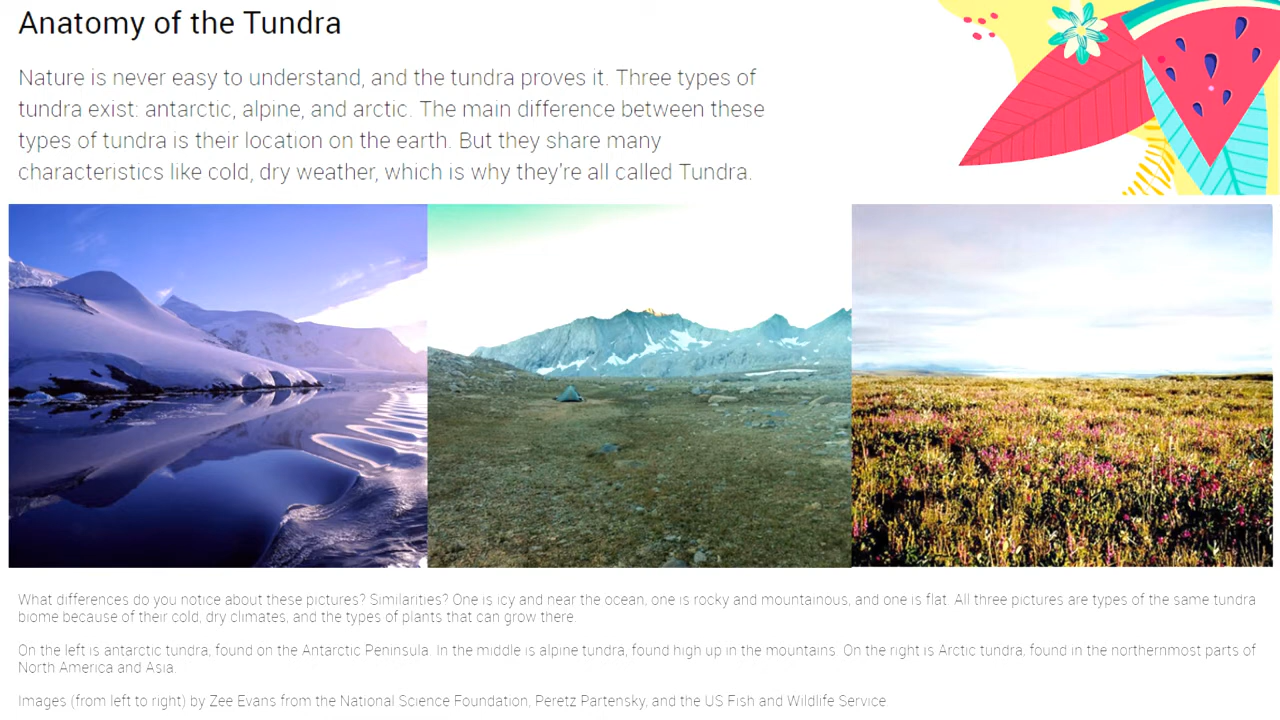 Anatomy of the Tundra
Nature is never easy to understand, and the tundra proves it. Three types of
tundra exist: antarctic, alpine, and arctic. The main difference between these
types of tundra is their location on the earth. But they share many
characteristics like cold, dry weather, which is why they're all called Tundra.
What differences do you notice about these pictures? Similarities? One is icy and near the ocean, one is rocky and mountainous, and one is flat. All three pictures are types of the same tundra
biome because of their cold, dry climates, and the types of plants that can grow there.
On the left is antarctic tundra, found on the Antarctic Peninsula. In the middle is alpine tundra, found high up in the mountains. On the right is Arctic tundra, found in the northernmost parts of
North America and Asia.
Images (from left to right) by Zee Evans from the National Science Foundation, Peretz Partensky, and the US Fish and Wildlife Service